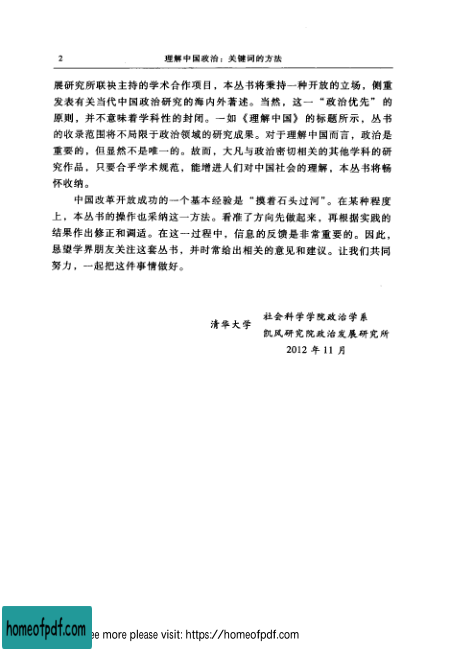 2 理解中国政治：关键词的方法
展研究所联袂主持的学术合作项目，本丛书将秉持一种开放的立场，侧重
发表有关当代中国政治研究的海内外著述。当然，这一“政治优先”的
原则，并不意味着学科性的封闭。一如《理解中国》的标题所示，丛书
的收录范围将不局限于政治领域的研究成果。对于理解中国而言，政治是
重要的，但显然不是唯一的。故而，大凡与政治密切相关的其他学科的研
究作品，只要合乎学术规范，能增进人们对中国社会的理解，本丛书将畅
怀收纳。
中国改革开放成功的一个基本经验是“摸着石头过河”。在某种程度
上，本丛书的操作也采纳这一方法。看准了方向先做起来，再根据实践的
结果作出修正和调适。在这一过程中，信息的反馈是非常重要的。因此，
恳望学界朋友关注这套丛书，并时常给出相关的意见和建议。让我们共同
努力，一起把这件事情做好。
清华大学
社会科学学院政治学系
凯风研究院政治发展研究所
2012 年 11 月
homeofpdf.com
ee more please visit: https://homeofpdf.com